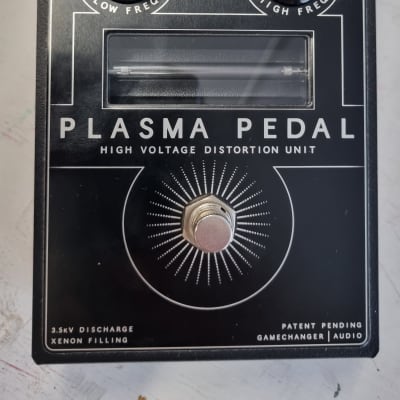 LOW FREQ HIGH FREQ
PLASMA PEDAL
HIGH VOLTAGE DISTORTION UNIT
3.5KV DISCHARGE
XENON FILLING
PATENT PENDING
GAMECHANGER | AUDIO